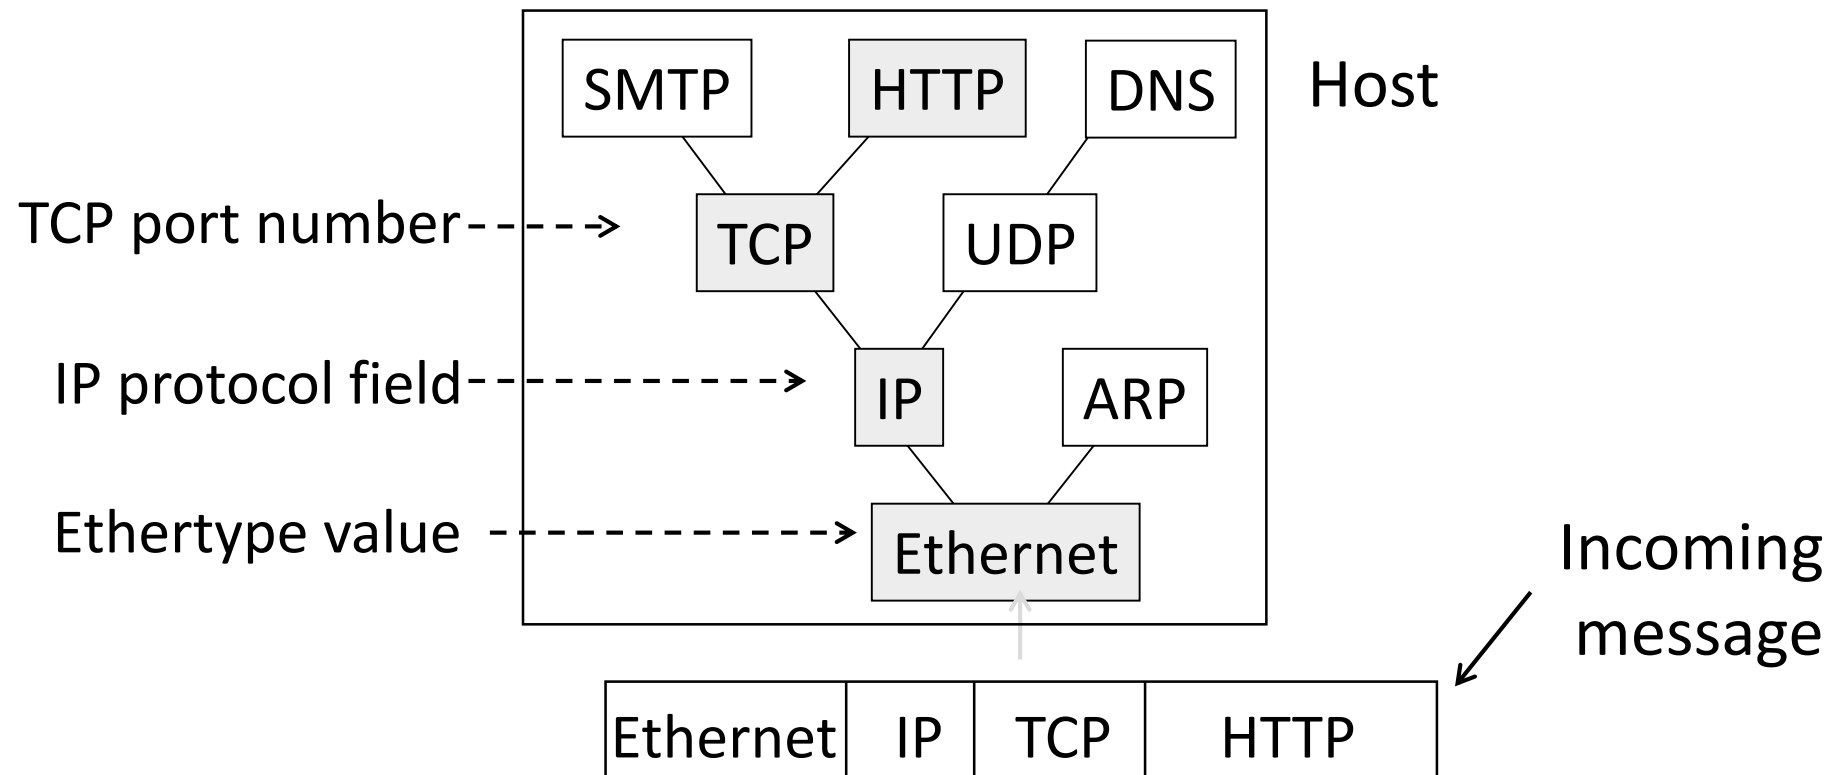 SMTP HTTP DNS Host
TCP port number TCP UDP
IP protocol field IP ARP
Ethertype value Ethernet
Incoming
message
Ethernet IP TCP HTTP